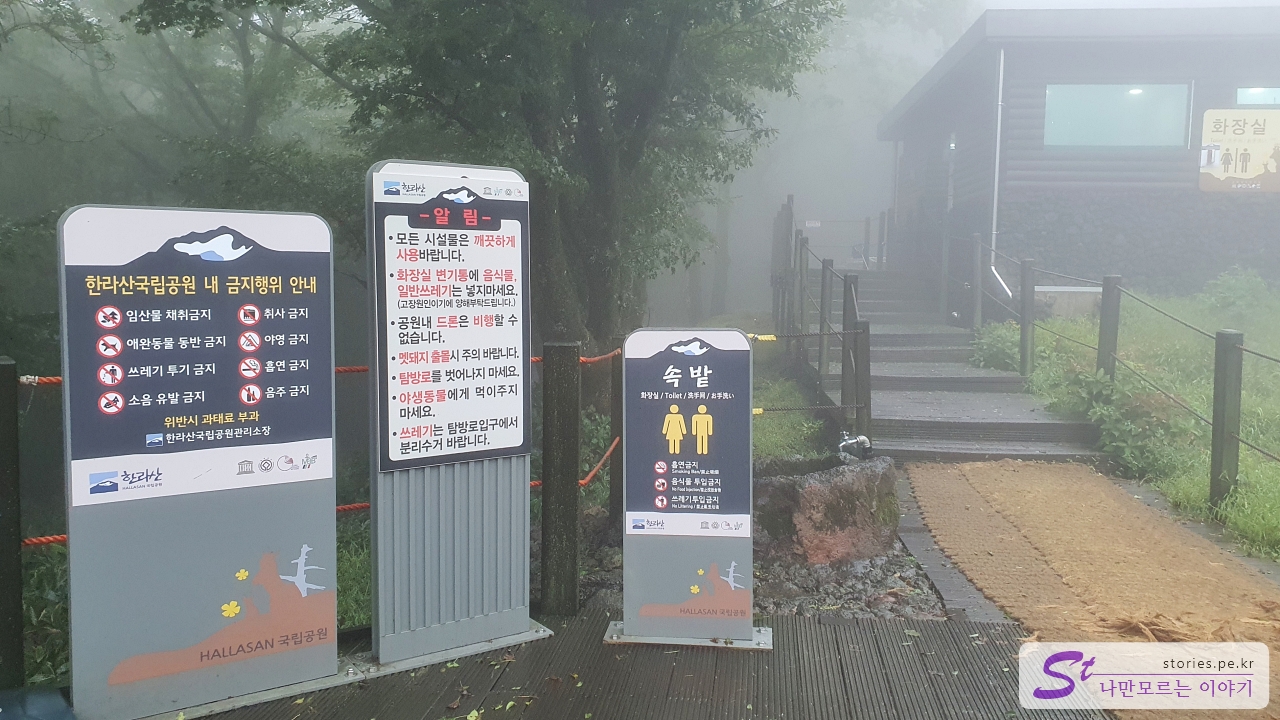 한라산국립공원 내 금지행위 안내
임산물 채취금지
취사 금지
애완동물 동반 금지
야영 금지
쓰레기 투기 금지
흡연 금지
소음 유발 금지
음주 금지
위반시 과태료 부과
한라산국립공원관리소장
한라산
HALLASAN 국립공원
HALLASAN 국립공원
한라산
- 알 림 -
• 모든 시설물은 깨끗하게
사용바랍니다.
• 화장실 변기통에 음식물,
일반쓰레기는 넣지마세요.
(고장원인이기에 양해부탁드립니다.)
• 공원내 드론은 비행할 수
없습니다.
• 멧돼지 출몰시 주의 바랍니다.
• 탐방로를 벗어나지 마세요.
• 야생동물에게 먹이주지
마세요.
• 쓰레기는 탐방로입구에서
분리수거 바랍니다.
속밭
화장실 / Toilet / 洗手间 / お手洗い
흡연금지
음식물 투입금지
쓰레기투입금지
한라산
HALLASAN 국립공원
화장실
St
stories.pe.kr
나만모르는 이야기